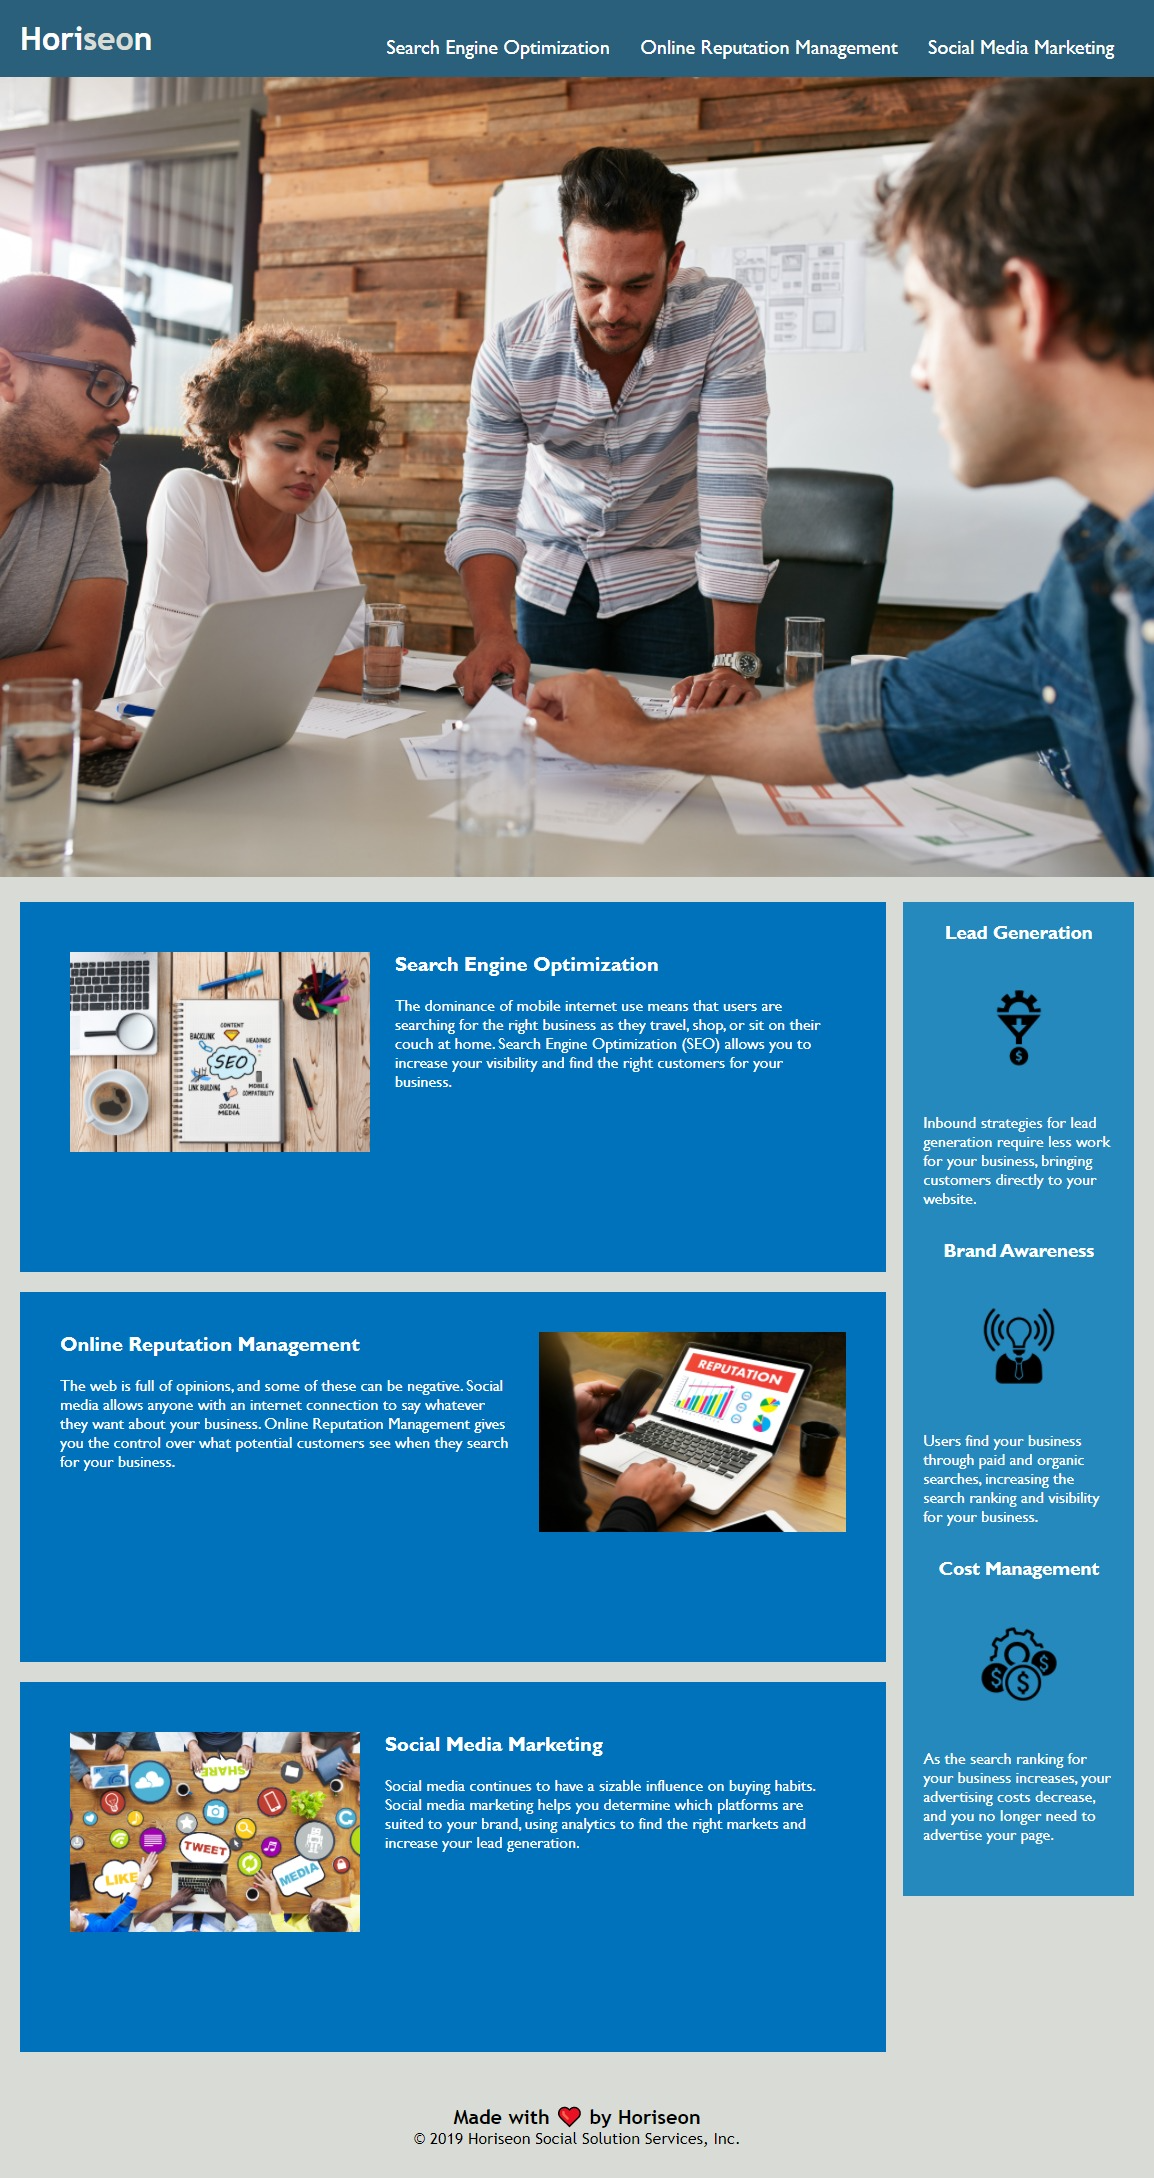 Horiseon
Search Engine Optimization
Online Reputation Management
Social Media Marketing
Search Engine Optimization
The dominance of mobile internet use means that users are
searching for the right business as they travel, shop, or sit on their
couch at home. Search Engine Optimization (SEO) allows you to
increase your visibility and find the right customers for your
business.
CONTENT
BACKLINK
HEADINGS
SEO
LINK BUILDING
MOBILE
COMPATIBILITY
SOCIAL
MEDIA
Online Reputation Management
The web is full of opinions, and some of these can be negative. Social
media allows anyone with an internet connection to say whatever
they want about your business. Online Reputation Management gives
you the control over what potential customers see when they search
for your business.
REPUTATION
Social Media Marketing
Social media continues to have a sizable influence on buying habits.
Social media marketing helps you determine which platforms are
suited to your brand, using analytics to find the right markets and
increase your lead generation.
SHARE
TWEET
LIKE
MEDIA
Lead Generation
$
Inbound strategies for lead
generation require less work
for your business, bringing
customers directly to your
website.
Brand Awareness
Users find your business
through paid and organic
searches, increasing the
search ranking and visibility
for your business.
Cost Management
$ $ $
As the search ranking for
your business increases, your
advertising costs decrease,
and you no longer need to
advertise your page.
Made with ❤️ by Horiseon
© 2019 Horiseon Social Solution Services, Inc.